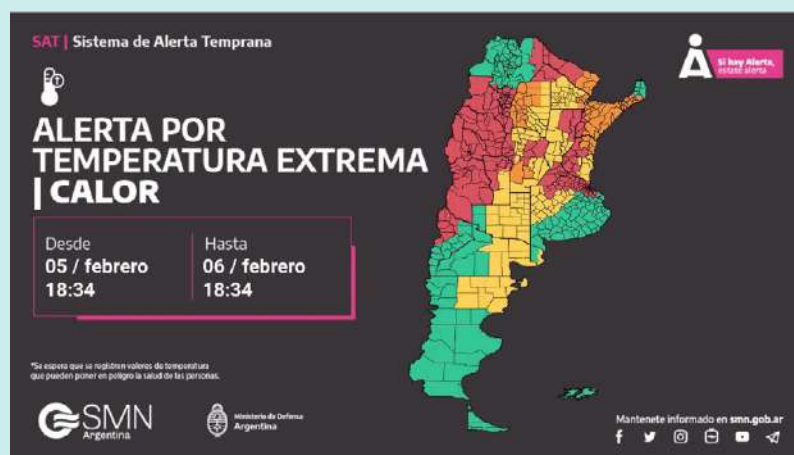 SAT | Sistema de Alerta Temprana
Si hay Alerta,
estate alerta
ALERTA POR
TEMPERATURA EXTREMA
| CALOR
Desde
05 / febrero
18:34
Hasta
06 / febrero
18:34
*Se espera que se registren valores de temperatura
que pueden poner en peligro la salud de las personas.
SMN
Argentina
Ministerio de Defensa
Argentina
Mantenete informado en smn.gob.ar